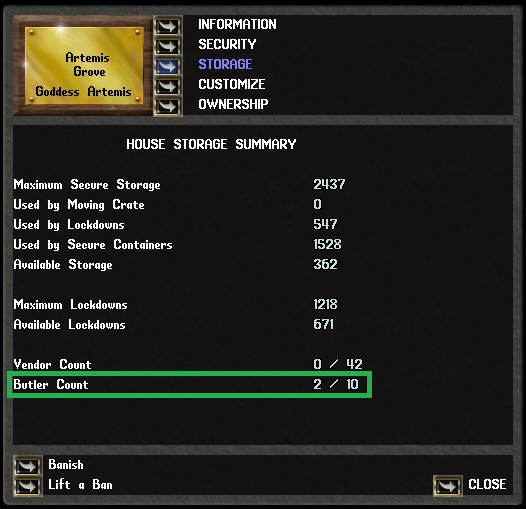 Artemis
Grove
Goddess Artemis
INFORMATION
SECURITY
STORAGE
CUSTOMIZE
OWNERSHIP
HOUSE STORAGE SUMMARY
Maximum Secure Storage 2437
Used by Moving Crate 0
Used by Lockdowns 547
Used by Secure Containers 1528
Available Storage 362
Maximum Lockdowns 1218
Available Lockdowns 671
Vendor Count 0 / 42
Butler Count 2 / 10
Banish
Lift a Ban
CLOSE